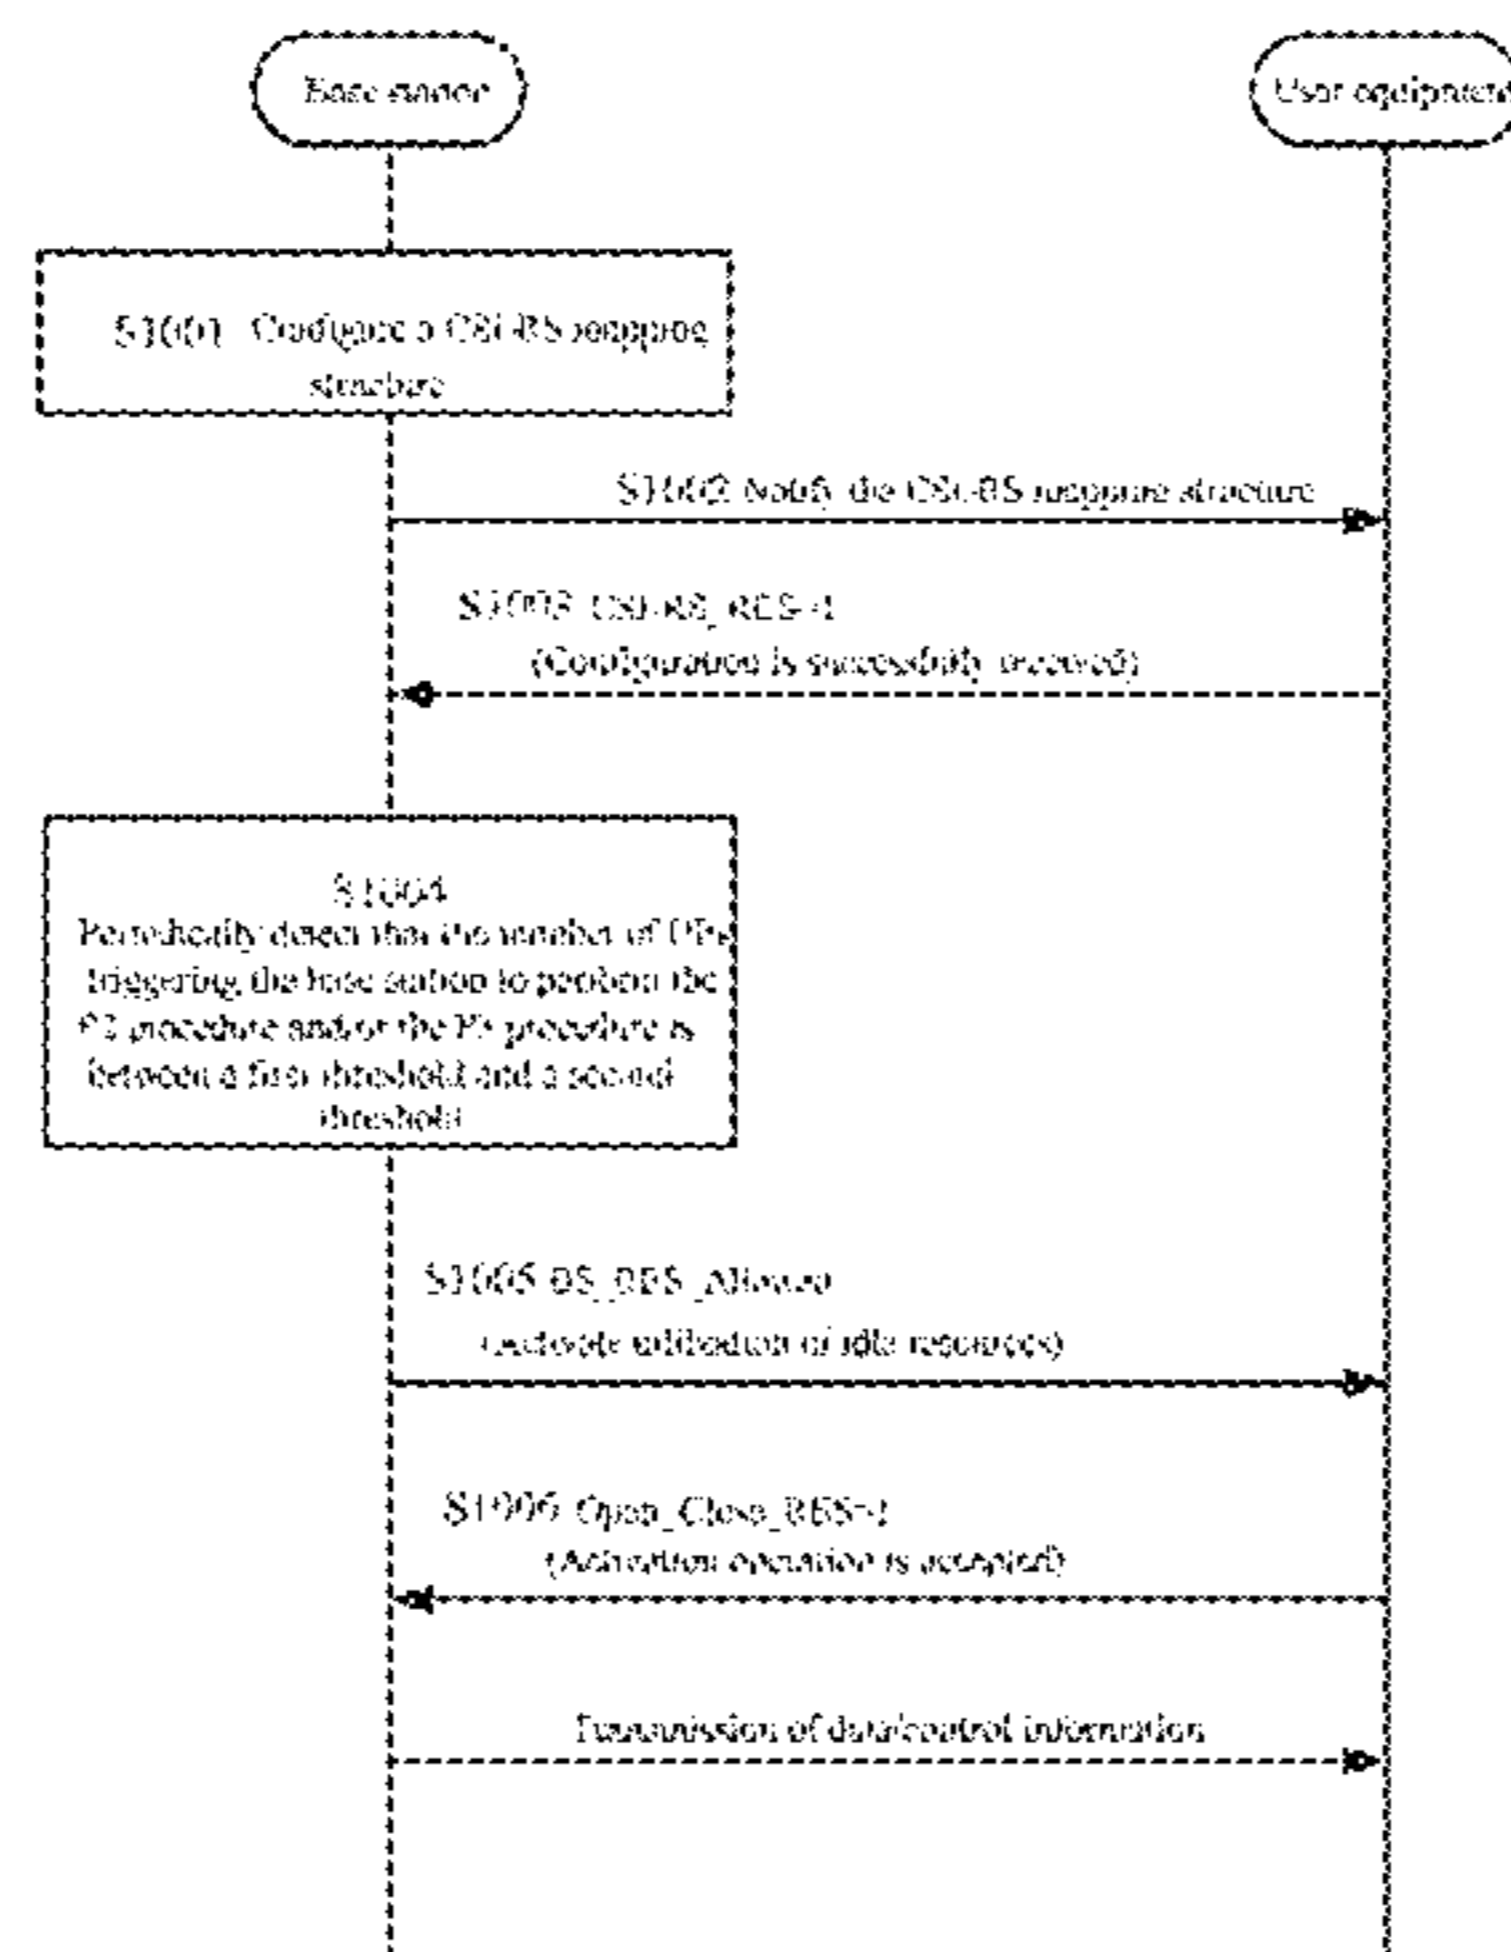 Base station
User equipment
S1001 Configure a CSI-RS mapping
structure
S1002 Notify the CSI-RS mapping structure
S1003 CSI-RS_RES=1
(Configuration is successfully received)
S1004
Periodically detect that the number of UEs
triggering the base station to perform the
P2 procedure and/or the P3 procedure is
between a first threshold and a second
threshold
S1005 RS_RES_Allowed
(Activate utilization of idle resources)
S1006 Open_Close_RES=1
(Activation operation is accepted)
Transmission of data/control information